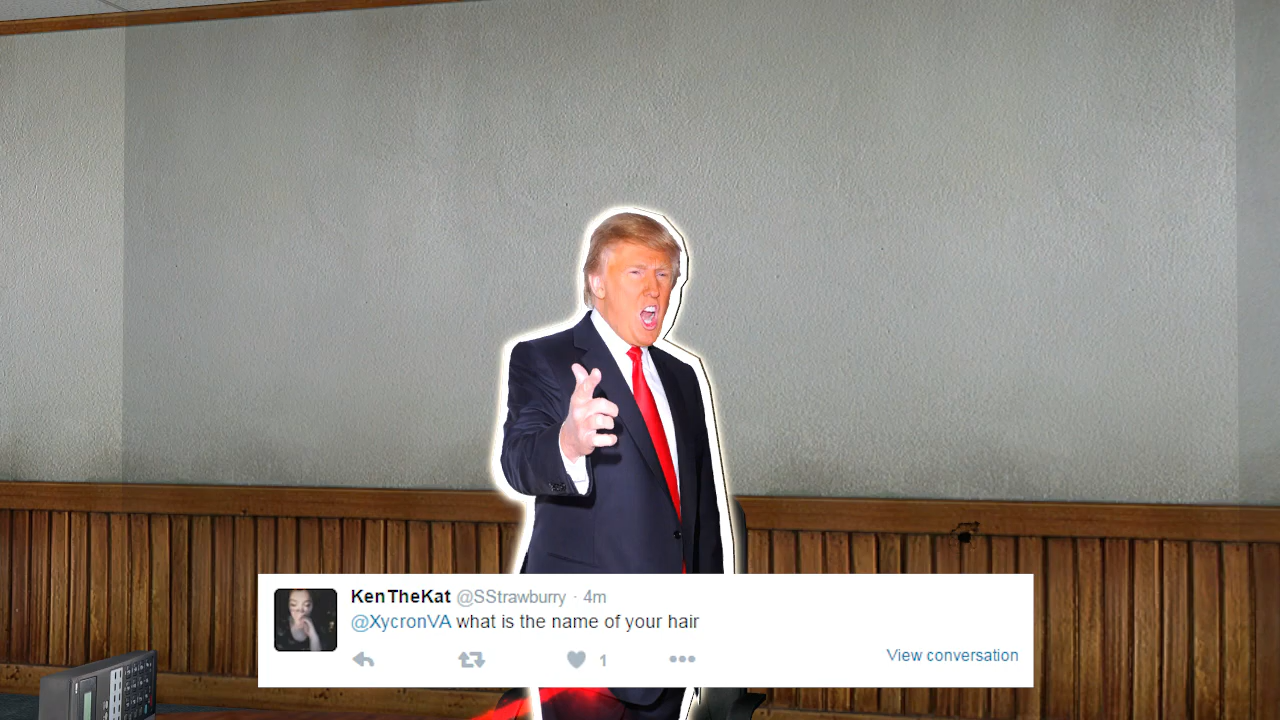 KenTheKat @SStrawburry · 4m
@XycronVA what is the name of your hair
1
View conversation